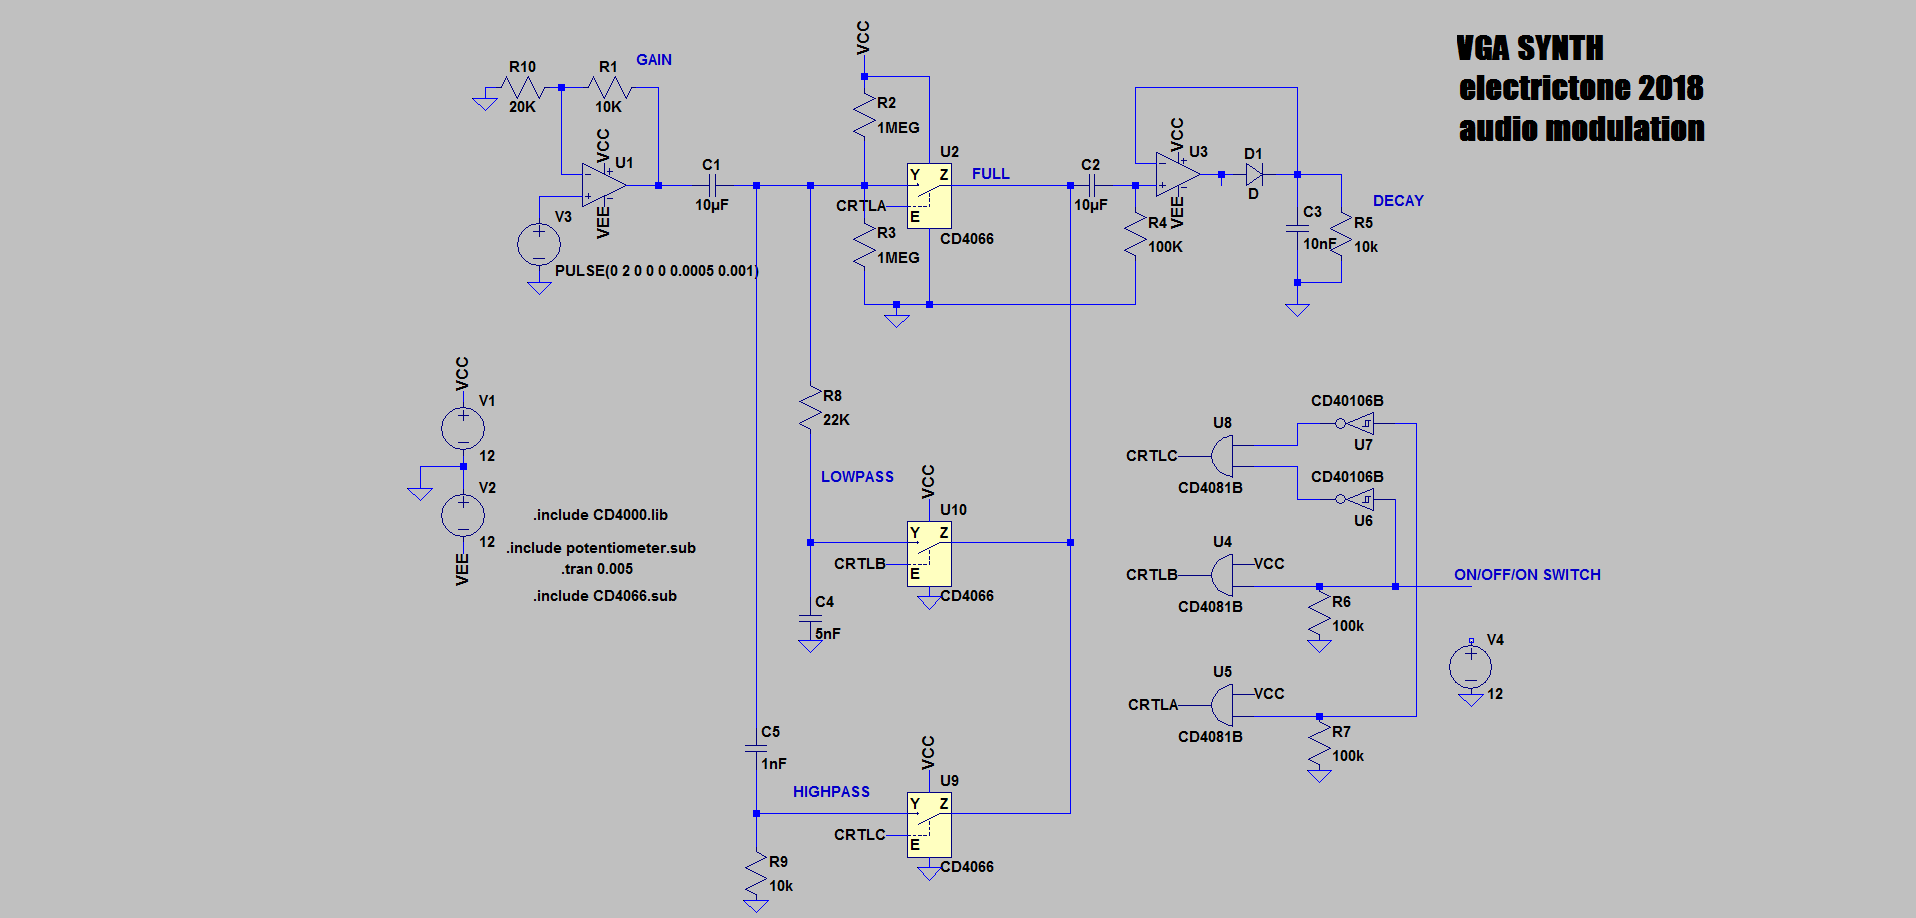 VGA SYNTH
electrictone 2018
audio modulation
VCC
R10
R1
GAIN
20K
10K
R2
1MEG
VCC
U1
+
−
+
−
VEE
V3
+
−
PULSE(0 2 0 0 0 0.0005 0.001)
C1
10µF
U2
Y Z
E
CRTLA
CD4066
FULL
R3
1MEG
C2
10µF
VCC
U3
+
−
+
−
VEE
R4
100K
D1
D
DECAY
C3
10nF
R5
10k
VCC
V1
+
−
12
V2
+
−
12
VEE
.include CD4000.lib
.include potentiometer.sub
.tran 0.005
.include CD4066.sub
R8
22K
LOWPASS
VCC
U10
Y Z
E
CRTLB
CD4066
C4
5nF
C5
1nF
HIGHPASS
VCC
U9
Y Z
E
CRTLC
CD4066
R9
10k
CD40106B
U7
U8
CRTLC
CD4081B
CD40106B
U6
U4
VCC
CRTLB
CD4081B
ON/OFF/ON SWITCH
R6
100k
V4
+
−
12
U5
VCC
CRTLA
CD4081B
R7
100k